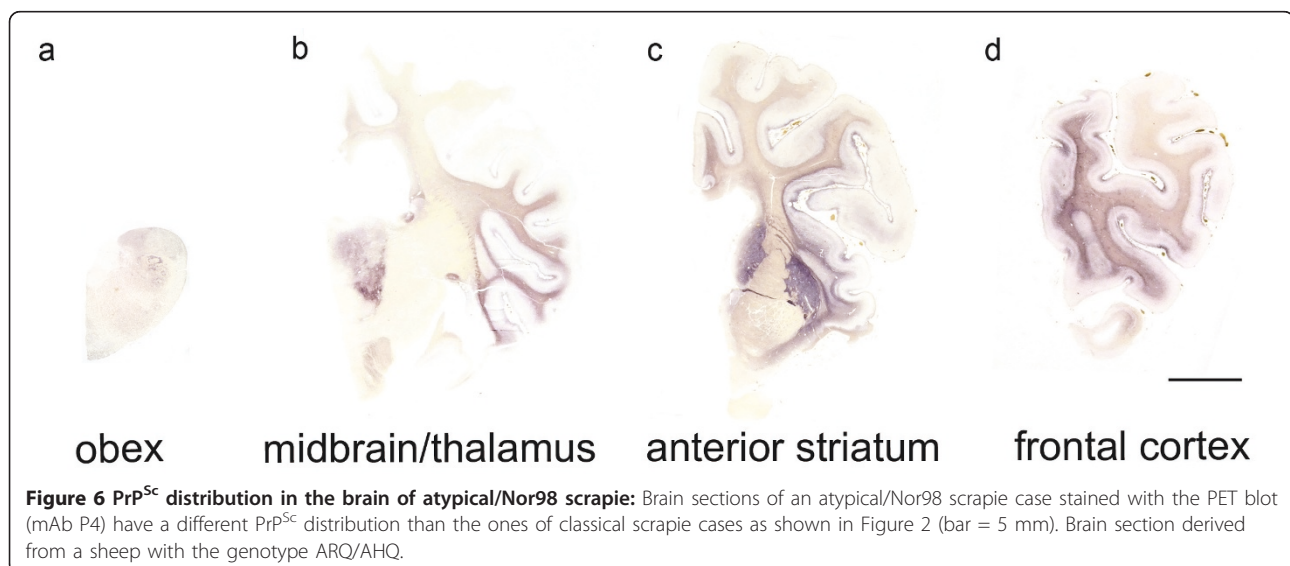 a b c d
obex midbrain/thalamus anterior striatum frontal cortex
Figure 6 PrPSc distribution in the brain of atypical/Nor98 scrapie: Brain sections of an atypical/Nor98 scrapie case stained with the PET blot
(mAb P4) have a different PrPSc distribution than the ones of classical scrapie cases as shown in Figure 2 (bar = 5 mm). Brain section derived
from a sheep with the genotype ARQ/AHQ.